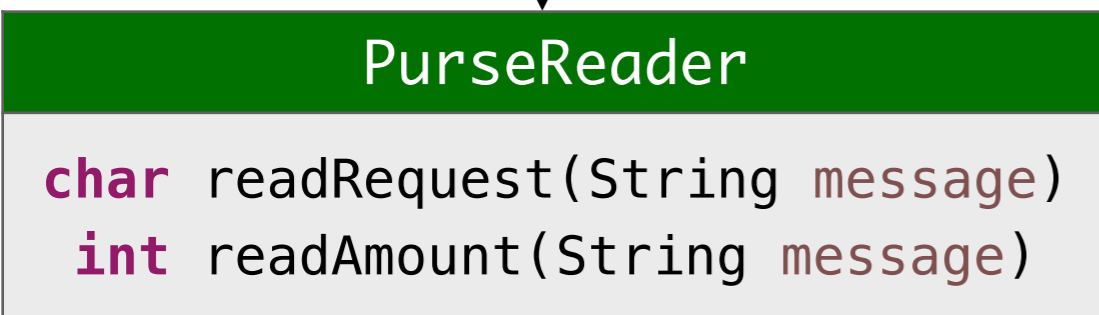 PurseReader
char readRequest(String message)
int readAmount(String message)